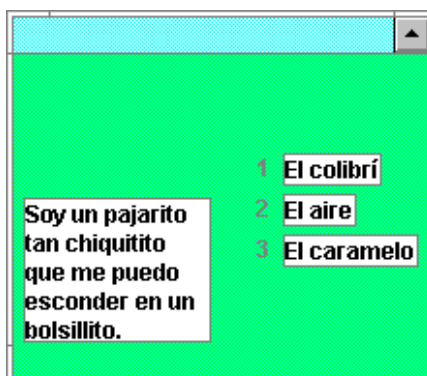 Soy un pajarito
tan chiquitito
que me puedo
esconder en un
bolsillito.
1 El colibrí
2 El aire
3 El caramelo